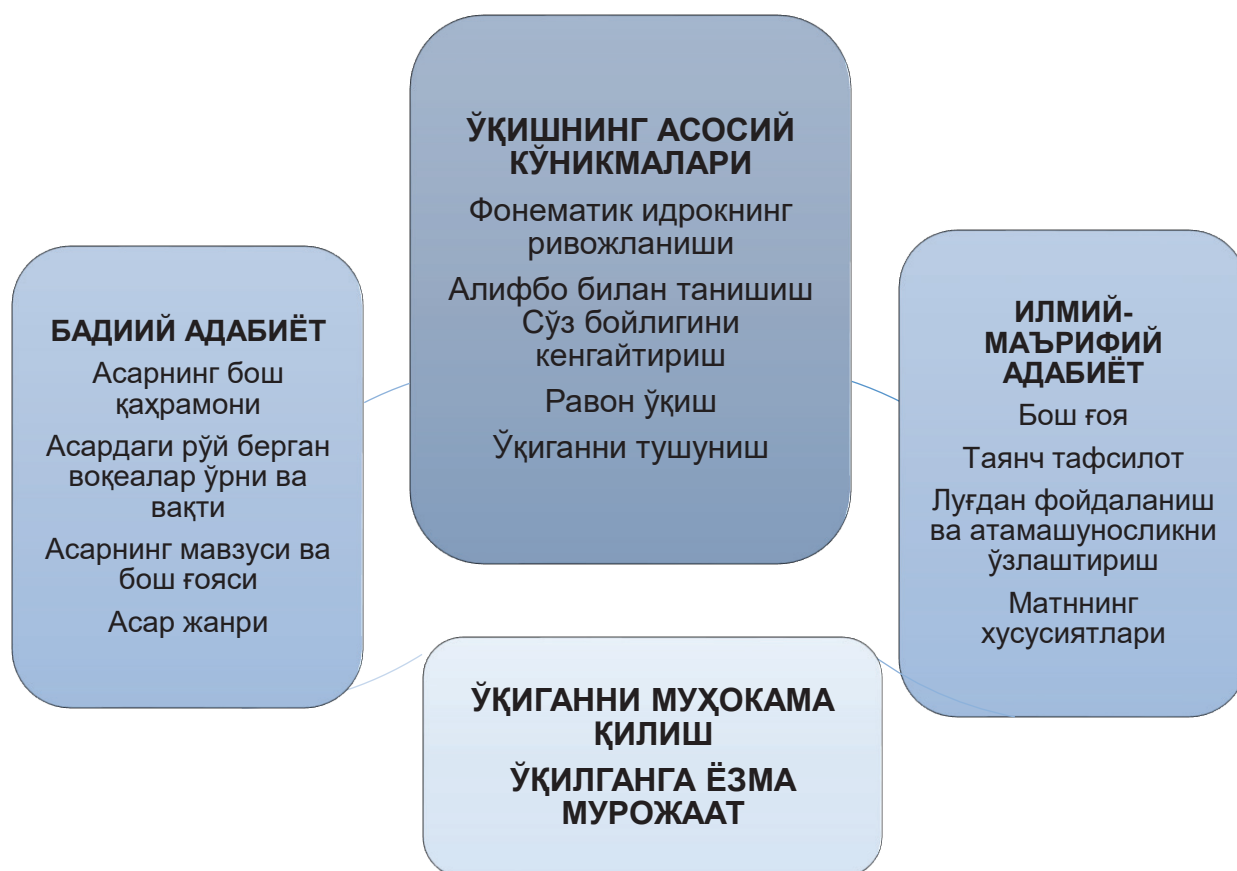 ЎҚИШНИНГ АСОСИЙ
КЎНИКМАЛАРИ
Фонематик идрокнинг
ривожланиши
Алифбо билан танишиш
Сўз бойлигини
кенгайтириш
Равон ўқиш
Ўқиганни тушуниш
БАДИИЙ АДАБИЁТ
Асарнинг бош
қаҳрамони
Асардаги рўй берган
воқеалар ўрни ва
вақти
Асарнинг мавзуси ва
бош ғояси
Асар жанри
ИЛМИЙ-
МАЪРИФИЙ
АДАБИЁТ
Бош ғоя
Таянч тафсилот
Луғдан фойдаланиш
ва атамашуносликни
ўзлаштириш
Матннинг
хусусиятлари
ЎҚИГАННИ МУҲОКАМА
ҚИЛИШ
ЎҚИЛГАНГА ЁЗМА
МУРОЖААТ